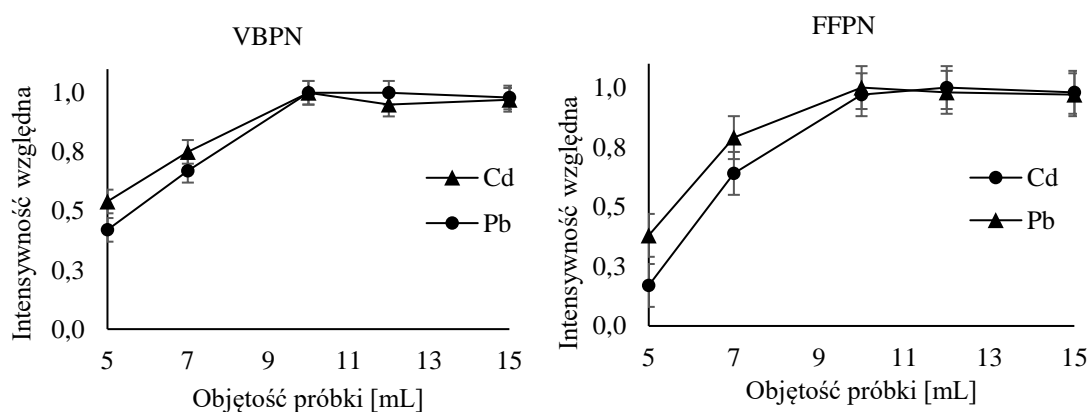 VBPN
Intensywność względna
1,0
0,8
0,5
0,3
0,0
Cd
Pb
5 7 9 11 13 15
Objętość próbki [mL]
FFPN
Intensywność względna
1,0
0,8
0,5
0,3
0,0
Cd
Pb
5 7 9 11 13 15
Objętość próbki [mL]